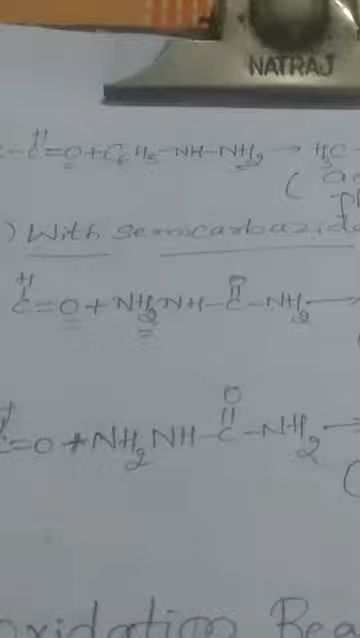 NATRAJ
H
-C=O+C6H5-NH-NH2→ H3C-
(
) With semicarbazide
H O
C=O+NH2NH-C-NH2→
O
C=O+NH2NH-C-NH2→
(
oxidation Rea